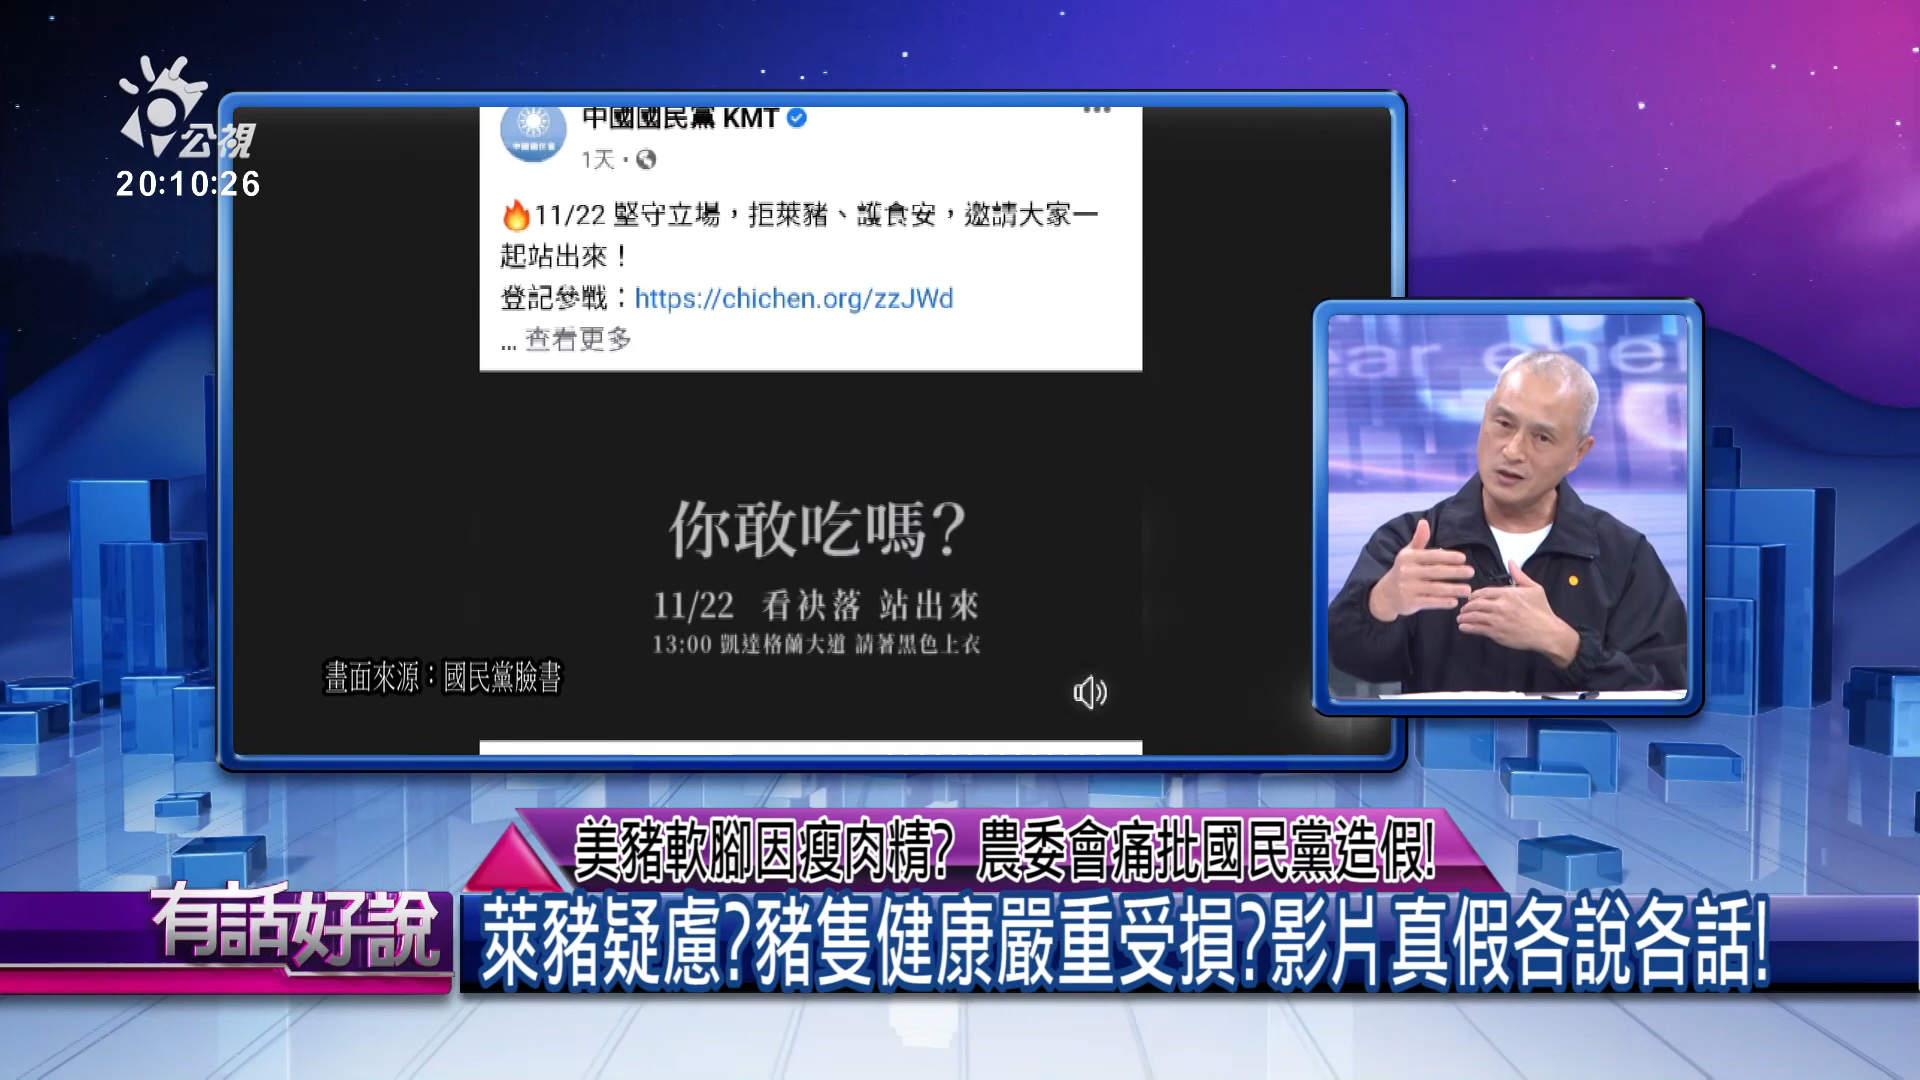 公視
20:10:26
中國國民黨 KMT
1天
11/22 堅守立場，拒萊豬、護食安，邀請大家一
起站出來！
登記參戰：https://chichen.org/zzJWd
... 查看更多
你敢吃嗎?
11/22 看袂落 站出來
13:00 凱達格蘭大道 請著黑色上衣
畫面來源：國民黨臉書
美豬軟腳因瘦肉精? 農委會痛批國民黨造假!
有話好說
萊豬疑慮?豬隻健康嚴重受損?影片真假各說各話!